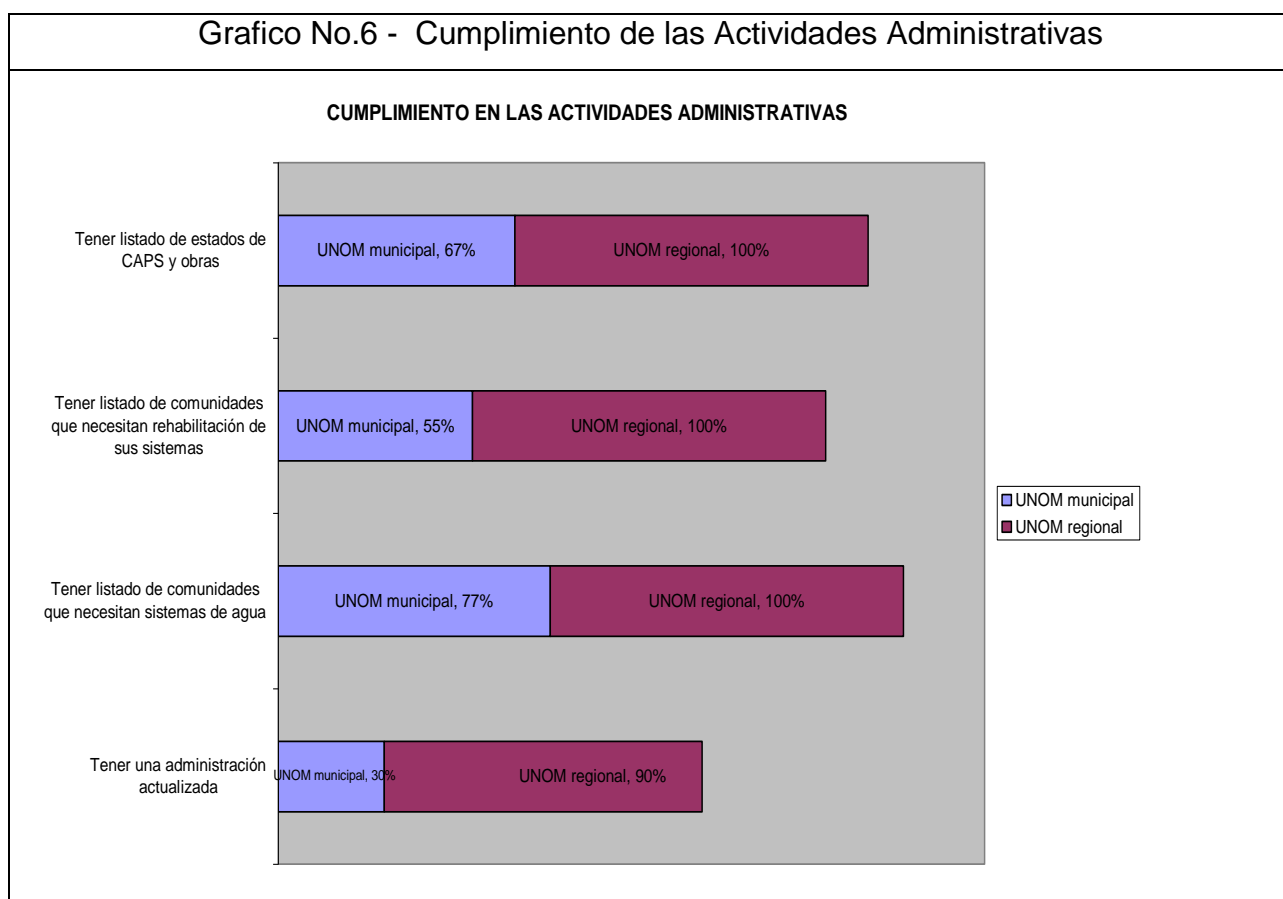 Grafico No.6 - Cumplimiento de las Actividades Administrativas
CUMPLIMIENTO EN LAS ACTIVIDADES ADMINISTRATIVAS
Tener listado de estados de
CAPS y obras
UNOM municipal, 67%
UNOM regional, 100%
Tener listado de comunidades
que necesitan rehabilitación de
sus sistemas
UNOM municipal, 55%
UNOM regional, 100%
Tener listado de comunidades
que necesitan sistemas de agua
UNOM municipal, 77%
UNOM regional, 100%
Tener una administración
actualizada
UNOM municipal, 30%
UNOM regional, 90%
UNOM municipal
UNOM regional